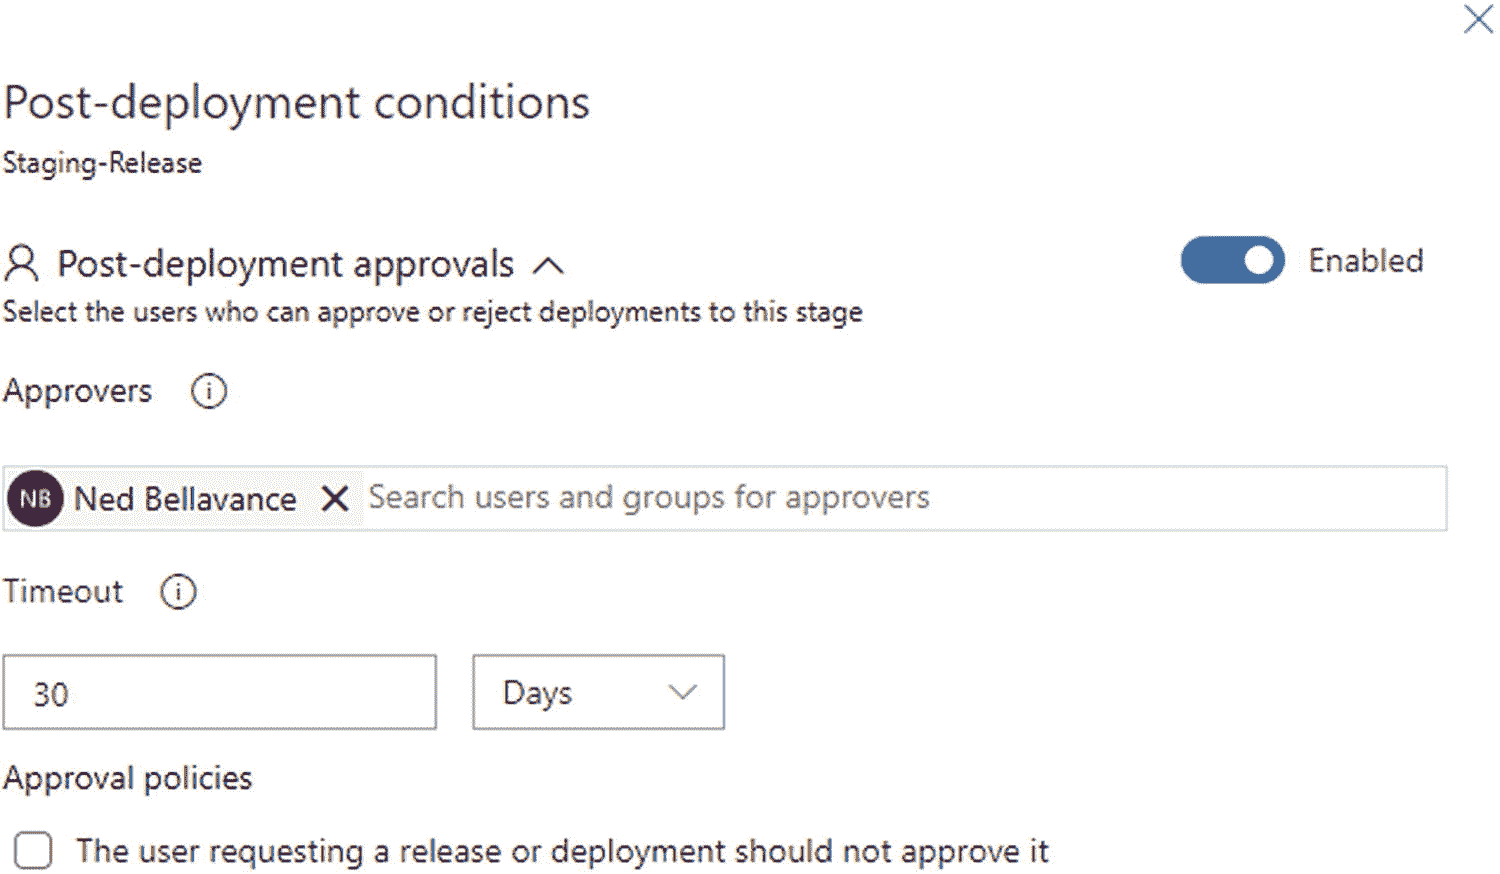 Post-deployment conditions
Staging-Release
Post-deployment approvals
Enabled
Select the users who can approve or reject deployments to this stage
Approvers
NB Ned Bellavance Search users and groups for approvers
Timeout
30 Days
Approval policies
The user requesting a release or deployment should not approve it